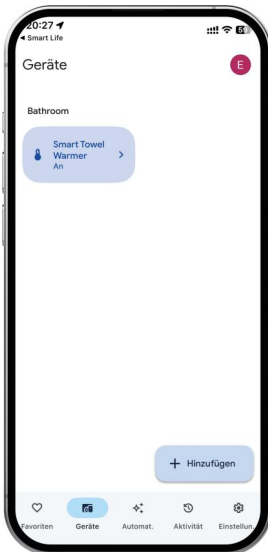 20:27
◀ Smart Life
Geräte
E
Bathroom
Smart Towel
Warmer
An
+ Hinzufügen
Favoriten Geräte Automat. Aktivität Einstellun.